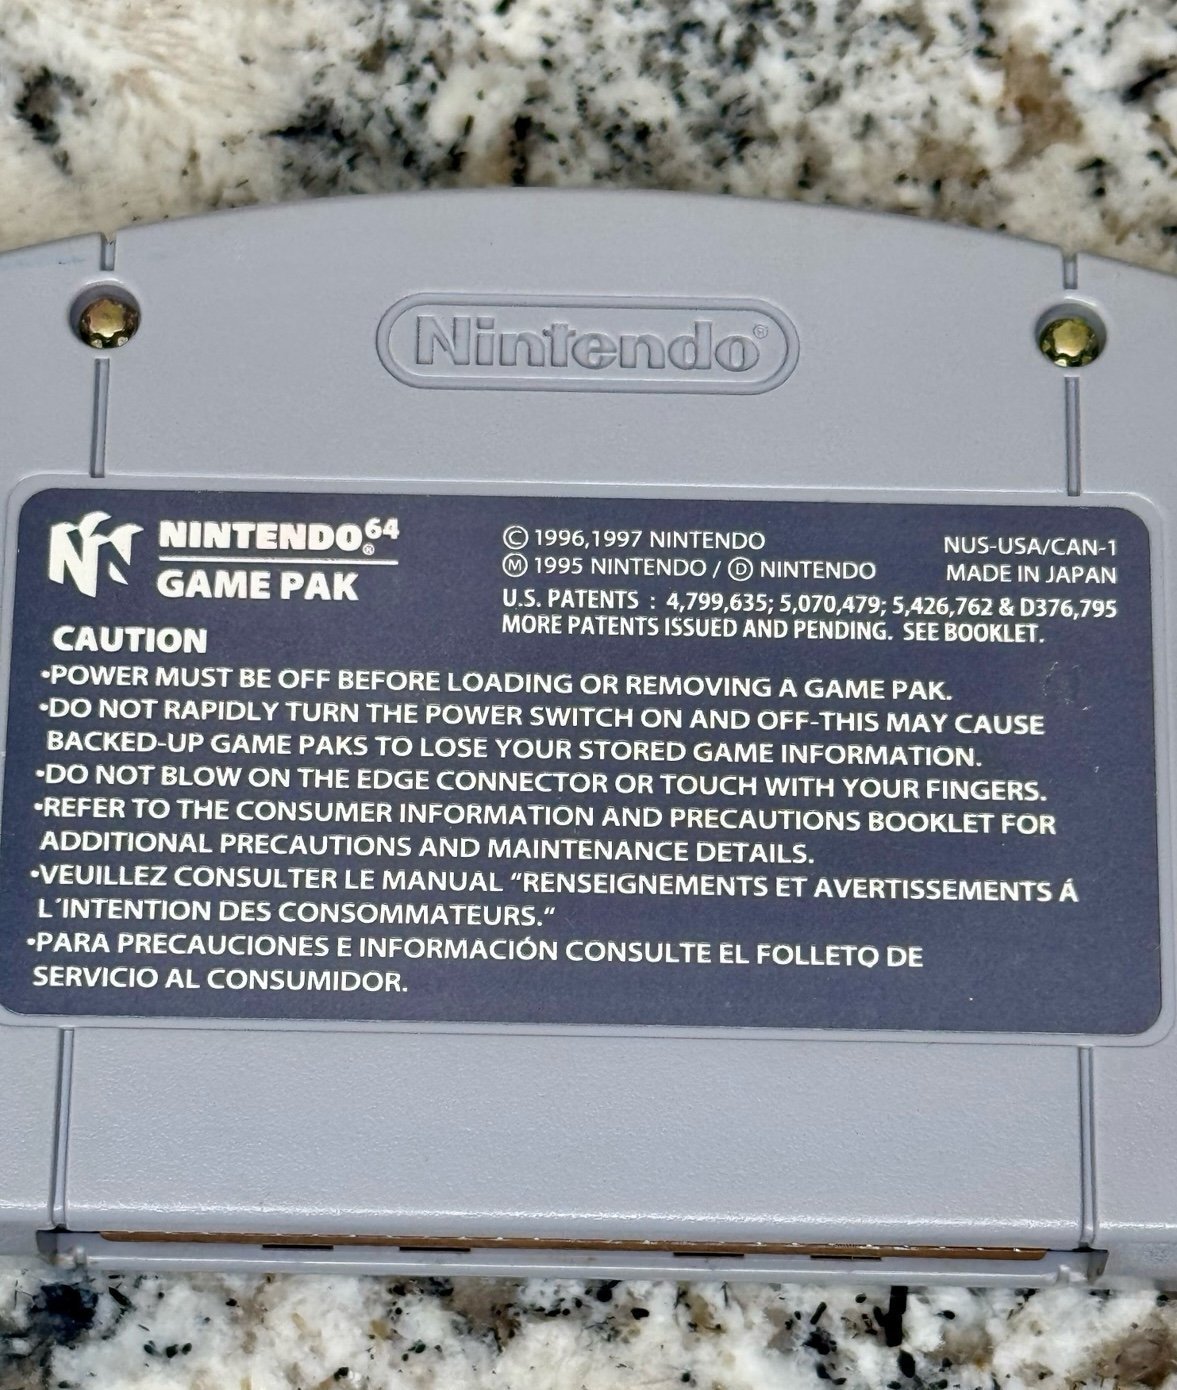 Nintendo®
NINTENDO64®
GAME PAK
© 1996,1997 NINTENDO
Ⓜ 1995 NINTENDO / Ⓓ NINTENDO
NUS-USA/CAN-1
MADE IN JAPAN
U.S. PATENTS : 4,799,635; 5,070,479; 5,426,762 & D376,795
MORE PATENTS ISSUED AND PENDING. SEE BOOKLET.
CAUTION
•POWER MUST BE OFF BEFORE LOADING OR REMOVING A GAME PAK.
•DO NOT RAPIDLY TURN THE POWER SWITCH ON AND OFF-THIS MAY CAUSE
BACKED-UP GAME PAKS TO LOSE YOUR STORED GAME INFORMATION.
•DO NOT BLOW ON THE EDGE CONNECTOR OR TOUCH WITH YOUR FINGERS.
•REFER TO THE CONSUMER INFORMATION AND PRECAUTIONS BOOKLET FOR
ADDITIONAL PRECAUTIONS AND MAINTENANCE DETAILS.
•VEUILLEZ CONSULTER LE MANUAL “RENSEIGNEMENTS ET AVERTISSEMENTS Á
L´INTENTION DES CONSOMMATEURS.“
•PARA PRECAUCIONES E INFORMACIÓN CONSULTE EL FOLLETO DE
SERVICIO AL CONSUMIDOR.